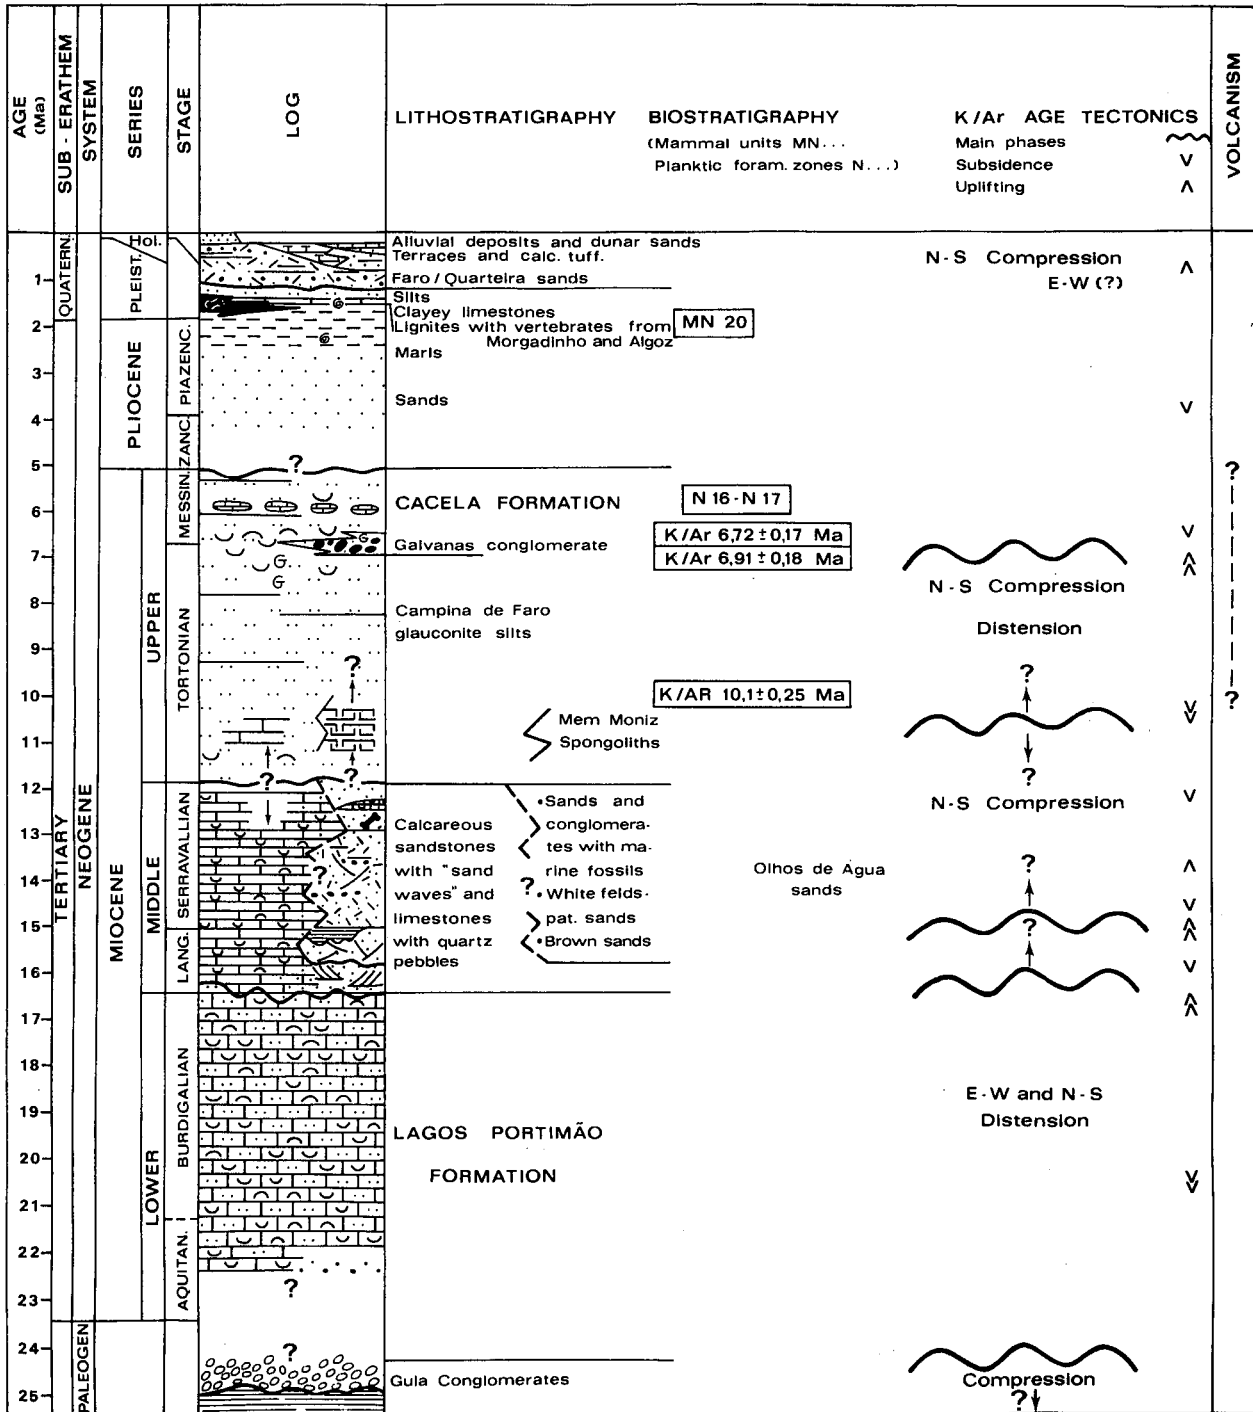 AGE
(Ma)
SUB - ERATHEM
SYSTEM
SERIES
STAGE
LOG
LITHOSTRATIGRAPHY
BIOSTRATIGRAPHY
(Mammal units MN...
Planktic foram. zones N...)
K/Ar AGE TECTONICS
Main phases
Subsidence V
Uplifting Λ
VOLCANISM
QUATERN.
Hol.
PLEIST.
Alluvial deposits and dunar sands
Terraces and calc. tuff.
Faro/Quarteira sands
Silts
Clayey limestones
Lignites with vertebrates from
Morgadinho and Algoz
MN 20
Marls
Sands
N-S Compression
E-W (?)
1
2
3
4
5
6
7
8
9
10
11
12
13
14
15
16
17
18
19
20
21
22
23
24
25
TERTIARY
NEOGENE
PALEOGEN.
PLIOCENE
PIAZENC.
ZANC.
MIOCENE
UPPER
MESSIN.
TORTONIAN
MIDDLE
SERRAVALLIAN
LANG.
LOWER
BURDIGALIAN
AQUITAN.
?
CACELA FORMATION
N 16-N 17
Galvanas conglomerate
K/Ar 6,72±0,17 Ma
K/Ar 6,91±0,18 Ma
N-S Compression
Distension
Campina de Faro
glauconite silts
K/AR 10,1±0,25 Ma
Mem Moniz
Spongoliths
?
?
?
?
?
?
?
?
N-S Compression
Calcareous
sandstones
with "sand
waves" and
limestones
with quartz
pebbles
?
?
•Sands and
conglomera-
tes with ma-
rine fossils
•White felds-
pat. sands
•Brown sands
Olhos de Agua
sands
?
?
LAGOS PORTIMÃO
FORMATION
E-W and N-S
Distension
?
?
Guia Conglomerates
Compression
?